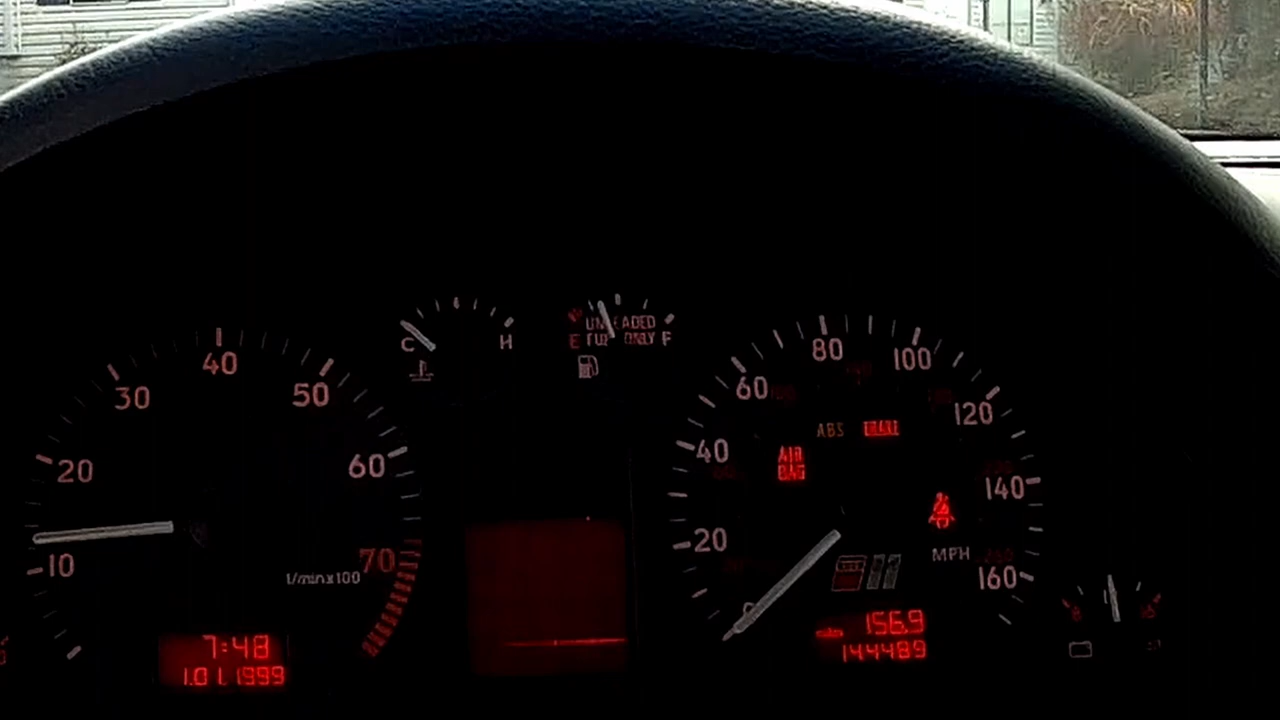 10
20
30
40
50
60
70
1/min x 100
7:48
1.01.1999
C
H
UNLEADED
E FUEL ONLY F
0
20
40
60
80
100
120
140
160
ABS
BRAKE
AIR
BAG
MPH
156.9
144489